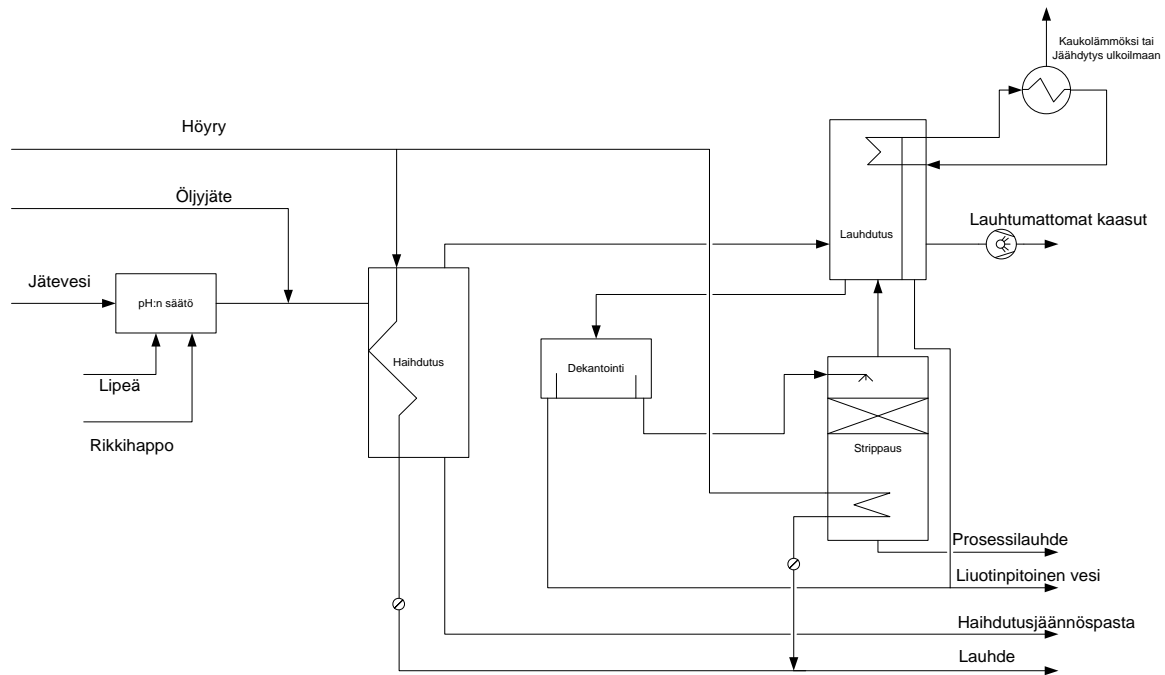 Kaukolämmöksi tai
Jäähdytys ulkoilmaan
Höyry
Öljyjäte
Lauhtumattomat kaasut
Lauhdutus
Jätevesi
pH:n säätö
Haihdutus
Dekantointi
Lipeä
Rikkihappo
Strippaus
Prosessilauhde
Liuotinpitoinen vesi
Haihdutusjäännöspasta
Lauhde